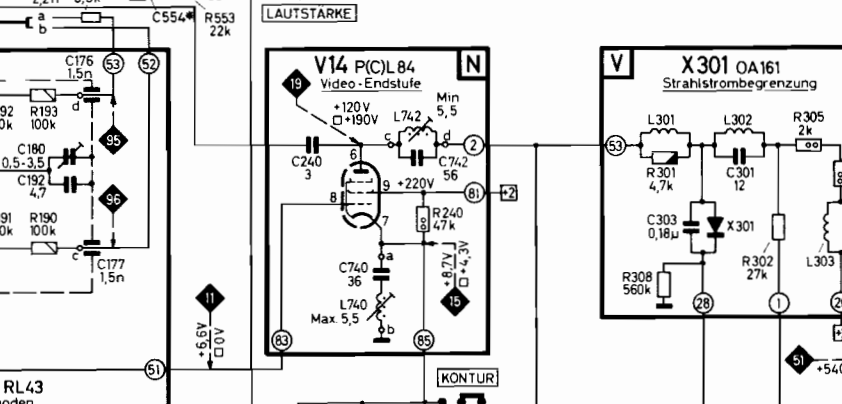 a
b
C554*
R553
22k
LAUTSTÄRKE
C176
1,5n
53
52
R193
100k
d
95
C180
0,5-3,5
C192
4,7
96
R190
100k
c
C177
1,5n
11
+6,6V
□0V
51
RL43
V14 P(C)L84
Video-Endstufe
N
19
+120V
□+190V
Min
5,5
L742
c
d
2
C240
3
6
C742
56
9
+220V
81
+2
8
7
R240
47k
a
C740
36
L740
Max. 5,5
b
+8,7V
□+4,3V
15
83
85
KONTUR
V
X301 OA161
Strahlstrombegrenzung
53
L301
R301
4,7k
L302
C301
12
R305
2k
C303
0,18µ
X301
R302
27k
L303
R308
560k
28
1
51